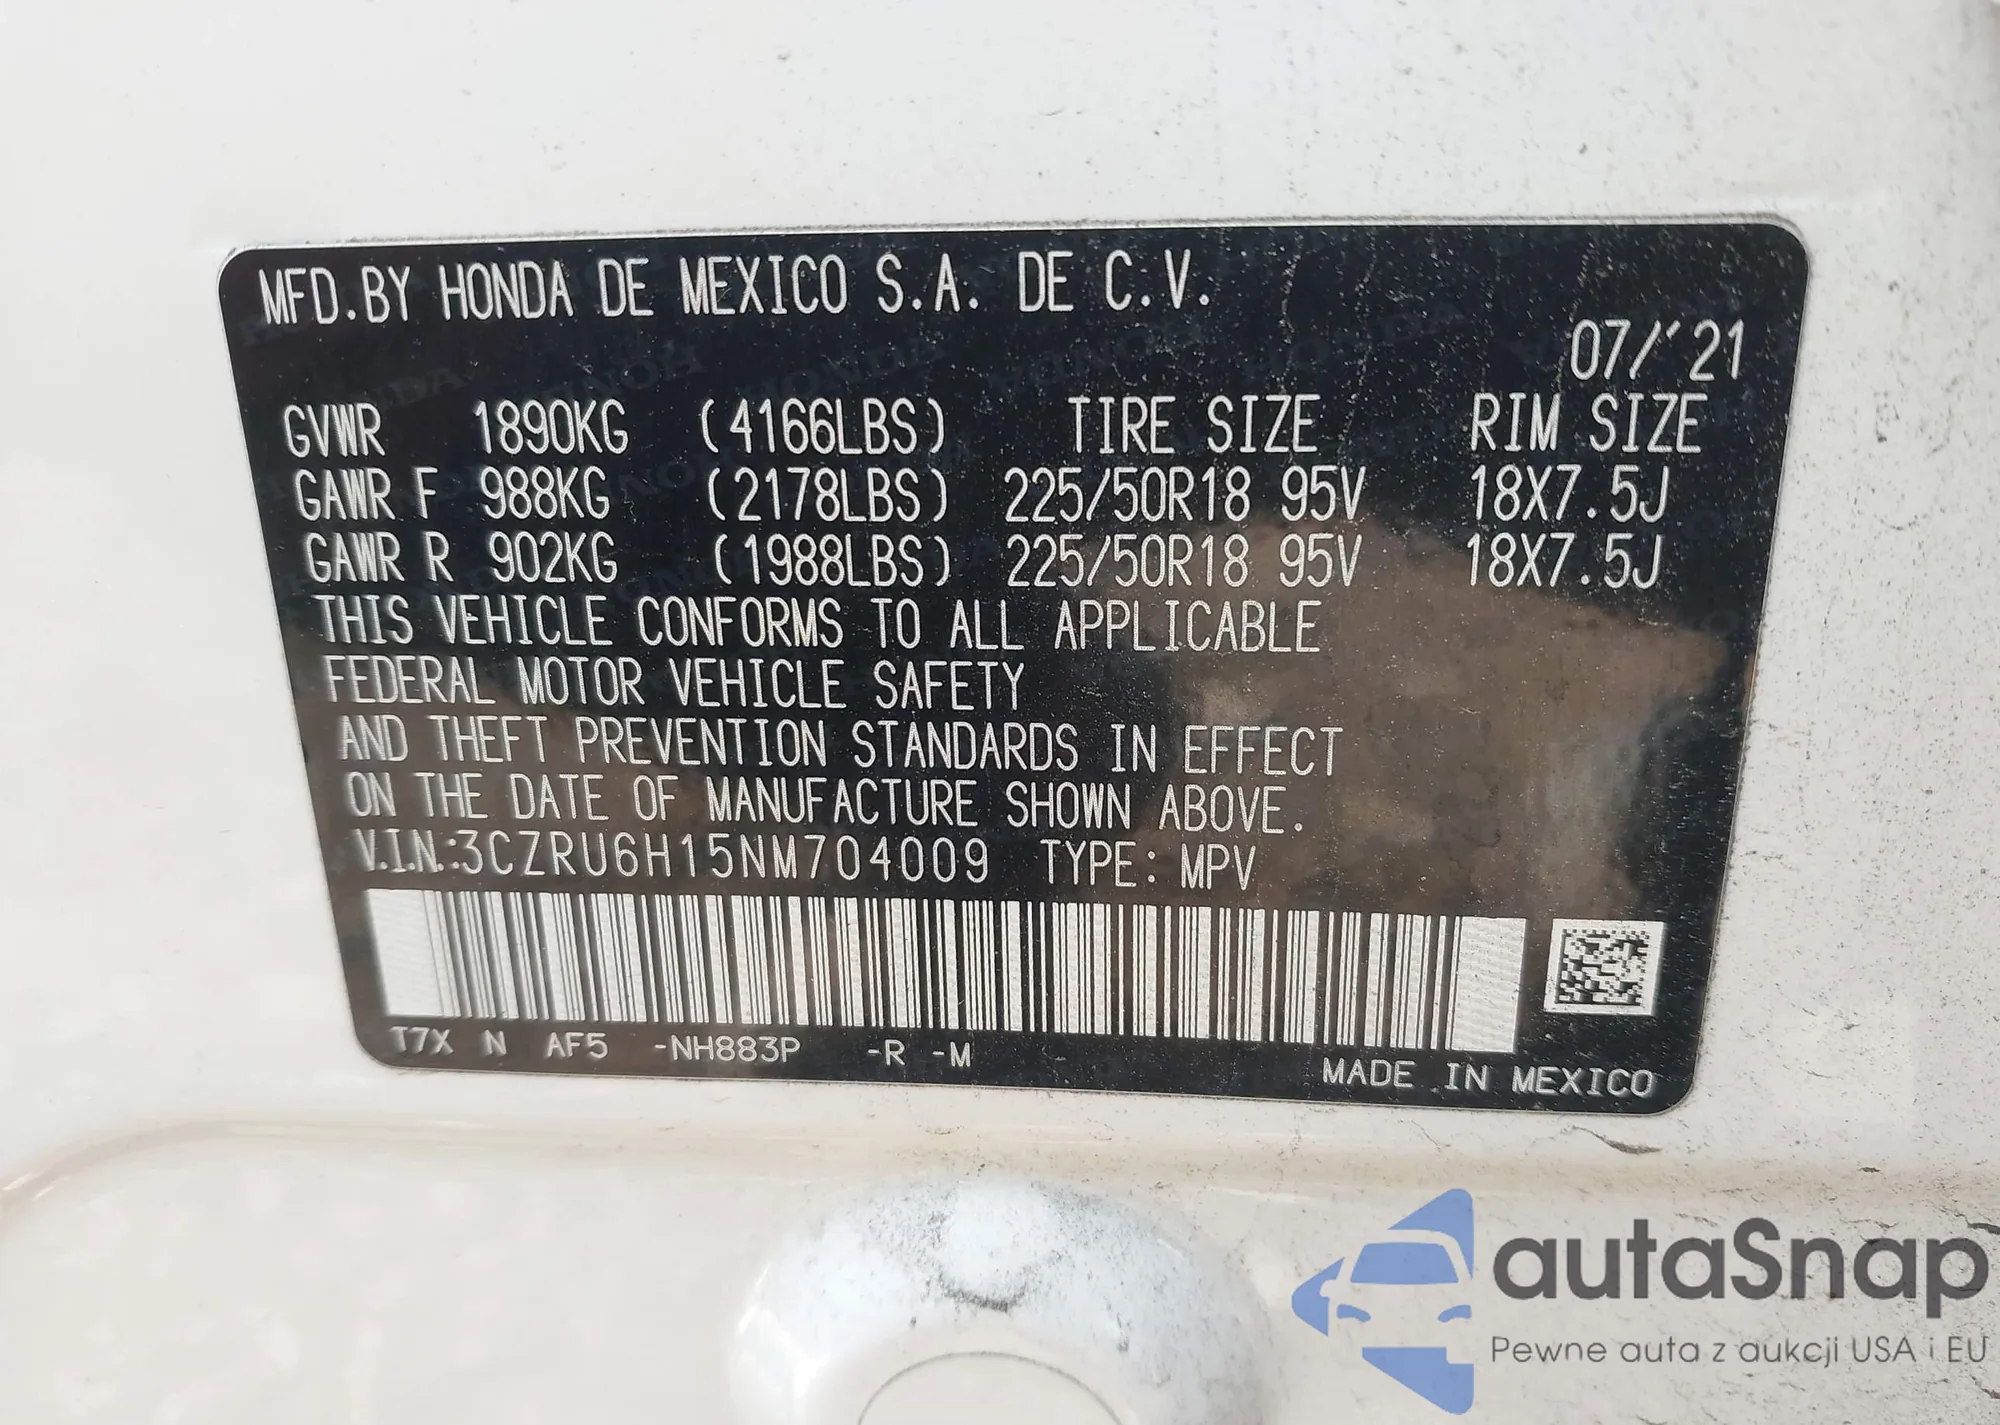 MFD.BY HONDA DE MEXICO S.A. DE C.V.
07/'21
GVWR 1890KG (4166LBS) TIRE SIZE RIM SIZE
GAWR F 988KG (2178LBS) 225/50R18 95V 18X7.5J
GAWR R 902KG (1988LBS) 225/50R18 95V 18X7.5J
THIS VEHICLE CONFORMS TO ALL APPLICABLE
FEDERAL MOTOR VEHICLE SAFETY
AND THEFT PREVENTION STANDARDS IN EFFECT
ON THE DATE OF MANUFACTURE SHOWN ABOVE.
V.I.N.:3CZRU6H15NM704009 TYPE: MPV
T7X N AF5 -NH883P -R -M
MADE IN MEXICO
autaSnap
Pewne auta z aukcji USA i EU